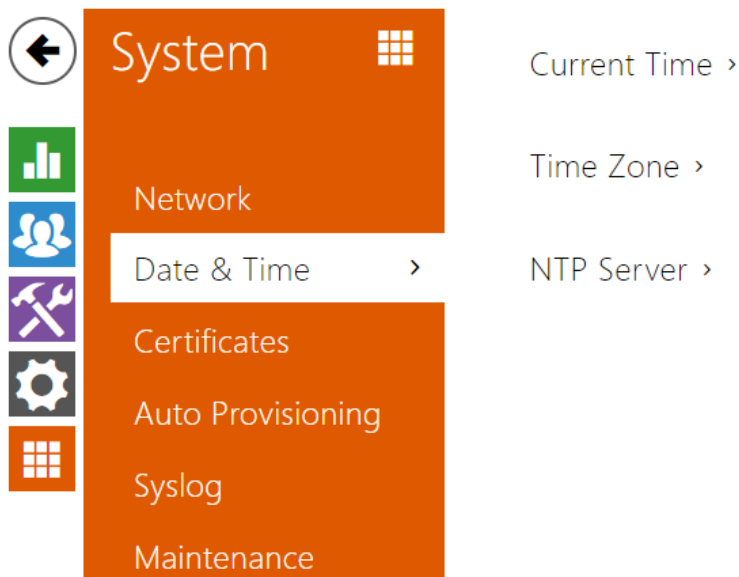 System
Network
Date & Time
Certificates
Auto Provisioning
Syslog
Maintenance
Current Time
Time Zone
NTP Server